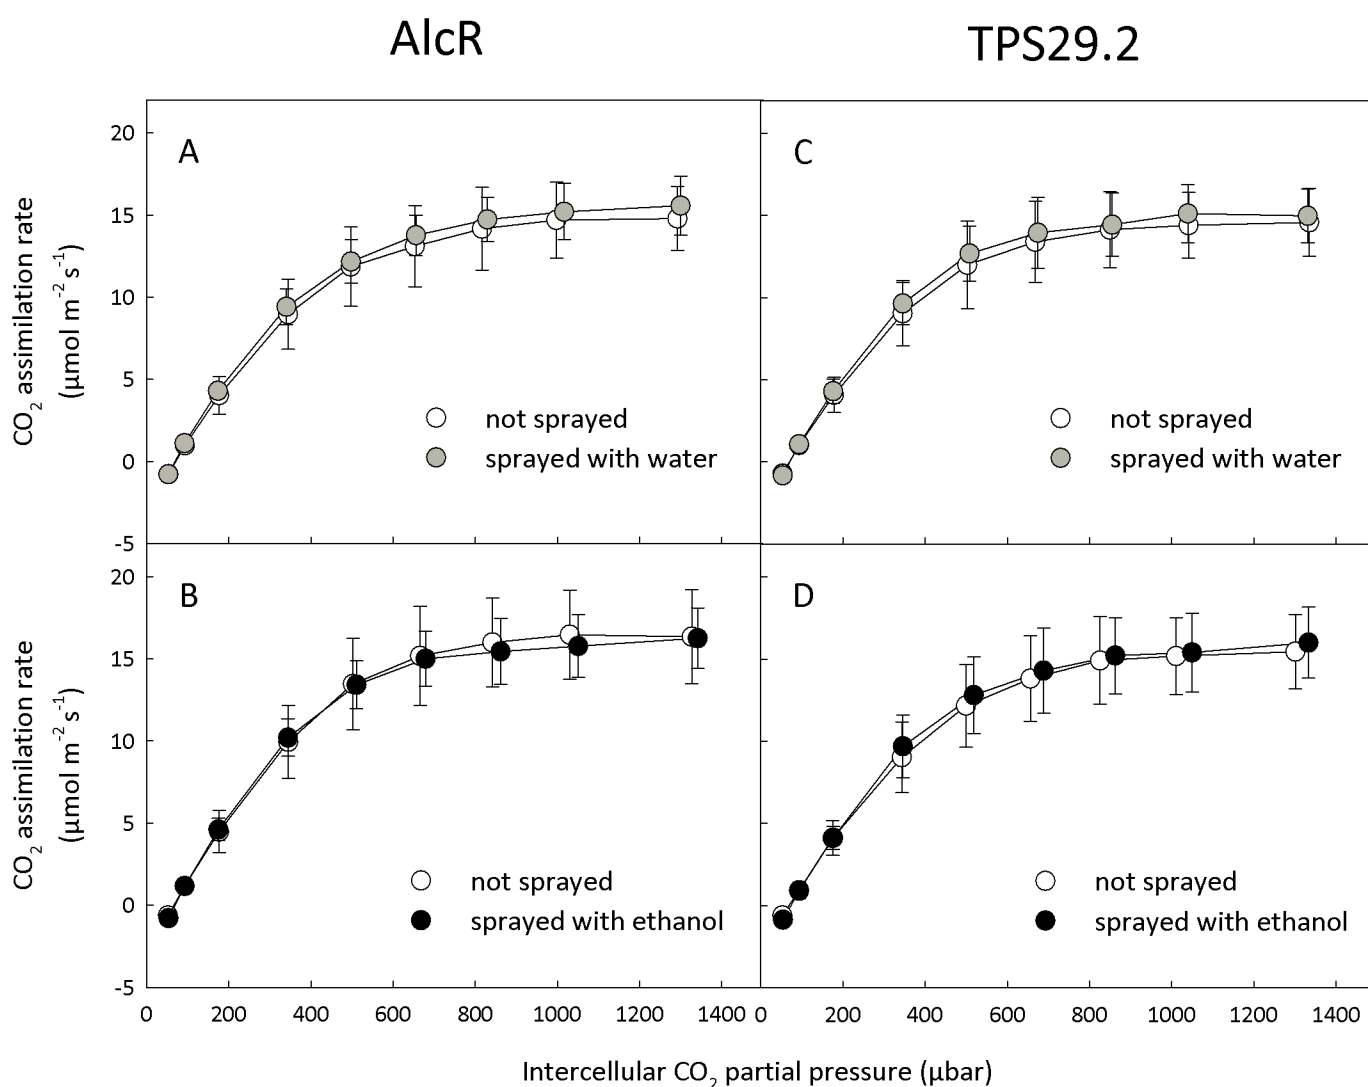 AlcR
TPS29.2
A
C
20
15
10
5
0
-5
CO₂ assimilation rate
(µmol m⁻² s⁻¹)
not sprayed
sprayed with water
not sprayed
sprayed with water
B
D
20
15
10
5
0
-5
CO₂ assimilation rate
(µmol m⁻² s⁻¹)
not sprayed
sprayed with ethanol
not sprayed
sprayed with ethanol
0 200 400 600 800 1000 1200 1400
0 200 400 600 800 1000 1200 1400
Intercellular CO₂ partial pressure (µbar)